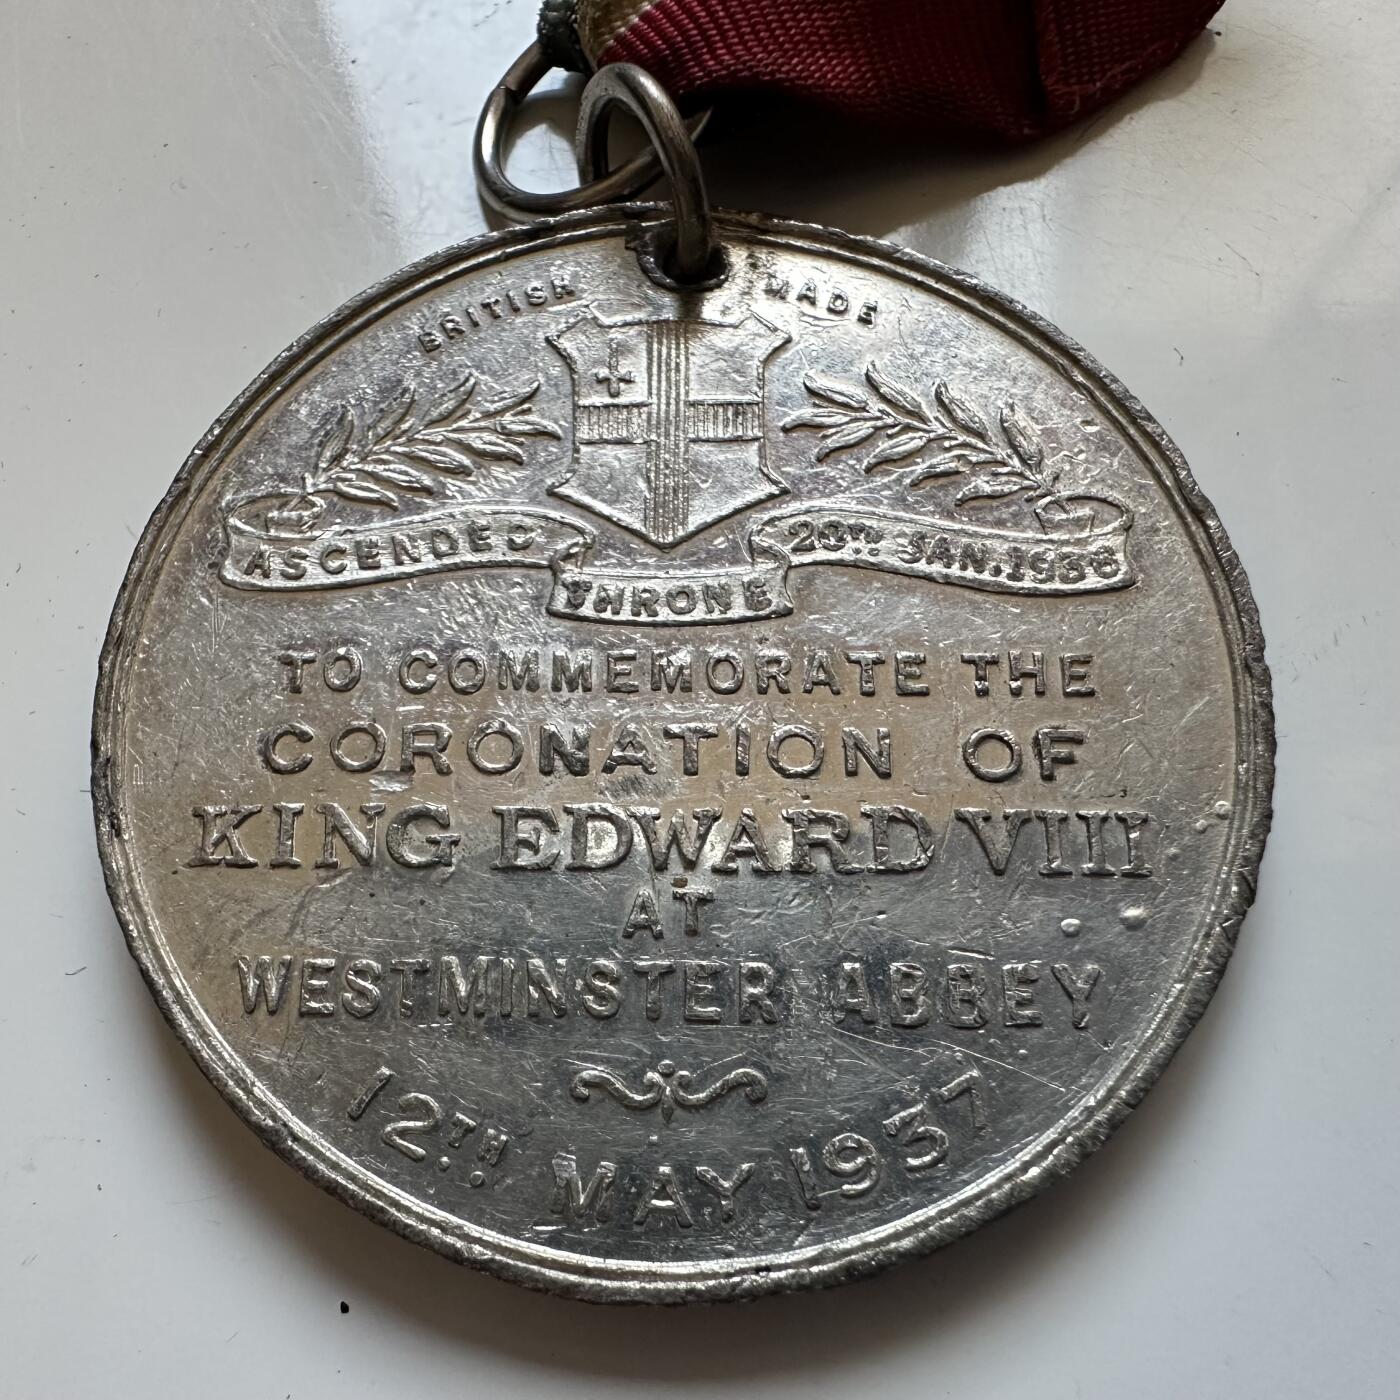 BRITISH MADE
ASCENDED THRONE 20TH JAN. 1936
TO COMMEMORATE THE
CORONATION OF
KING EDWARD VIII
AT
WESTMINSTER ABBEY
12TH MAY 1937